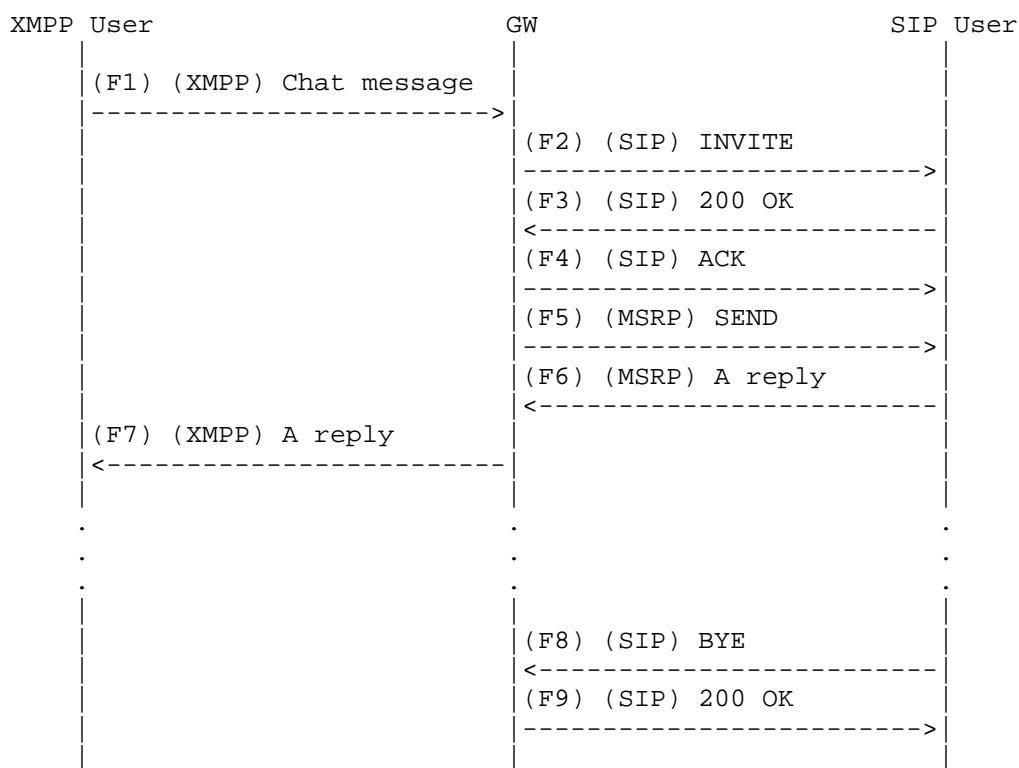 XMPP User GW SIP User
(F1) (XMPP) Chat message
(F2) (SIP) INVITE
(F3) (SIP) 200 OK
(F4) (SIP) ACK
(F5) (MSRP) SEND
(F6) (MSRP) A reply
(F7) (XMPP) A reply
(F8) (SIP) BYE
(F9) (SIP) 200 OK